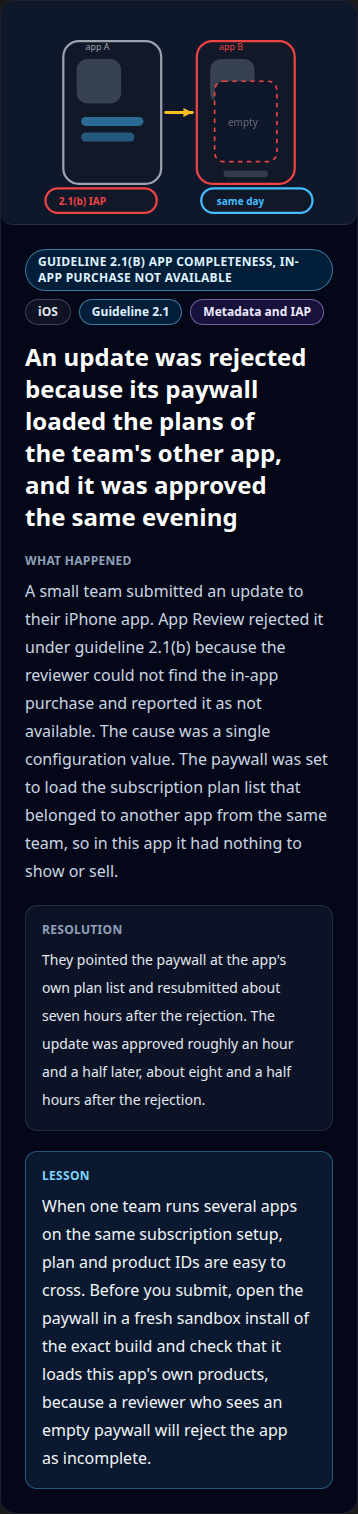 app A
app B
empty
2.1(b) IAP
same day
GUIDELINE 2.1(B) APP COMPLETENESS, IN-
APP PURCHASE NOT AVAILABLE
iOS
Guideline 2.1
Metadata and IAP
An update was rejected
because its paywall
loaded the plans of
the team's other app,
and it was approved
the same evening
WHAT HAPPENED
A small team submitted an update to
their iPhone app. App Review rejected it
under guideline 2.1(b) because the
reviewer could not find the in-app
purchase and reported it as not
available. The cause was a single
configuration value. The paywall was set
to load the subscription plan list that
belonged to another app from the same
team, so in this app it had nothing to
show or sell.
RESOLUTION
They pointed the paywall at the app's
own plan list and resubmitted about
seven hours after the rejection. The
update was approved roughly an hour
and a half later, about eight and a half
hours after the rejection.
LESSON
When one team runs several apps
on the same subscription setup,
plan and product IDs are easy to
cross. Before you submit, open the
paywall in a fresh sandbox install of
the exact build and check that it
loads this app's own products,
because a reviewer who sees an
empty paywall will reject the app
as incomplete.